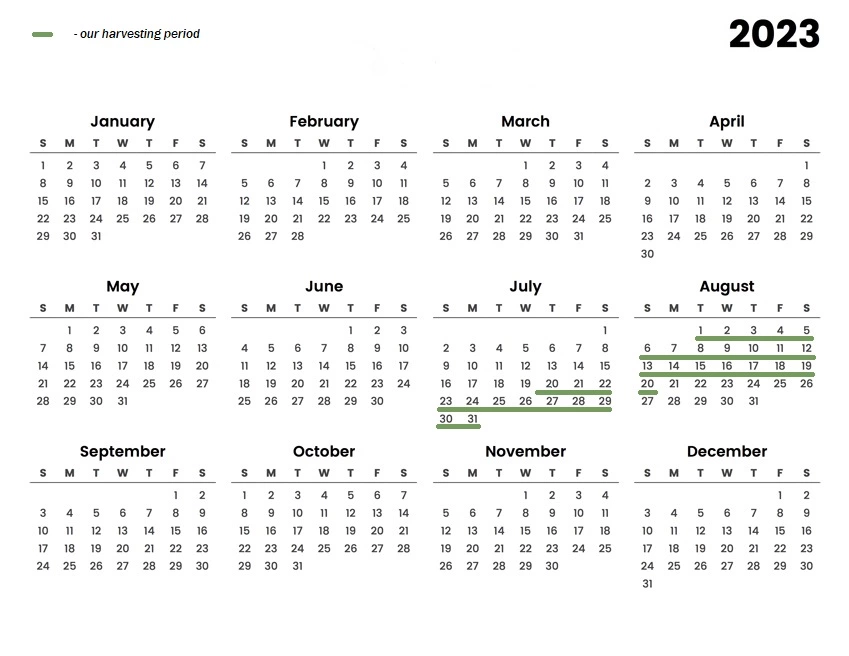 - our harvesting period
2023
January
S M T W T F S
1 2 3 4 5 6 7
8 9 10 11 12 13 14
15 16 17 18 19 20 21
22 23 24 25 26 27 28
29 30 31
February
S M T W T F S
1 2 3 4
5 6 7 8 9 10 11
12 13 14 15 16 17 18
19 20 21 22 23 24 25
26 27 28
March
S M T W T F S
1 2 3 4
5 6 7 8 9 10 11
12 13 14 15 16 17 18
19 20 21 22 23 24 25
26 27 28 29 30 31
April
S M T W T F S
1
2 3 4 5 6 7 8
9 10 11 12 13 14 15
16 17 18 19 20 21 22
23 24 25 26 27 28 29
30
May
S M T W T F S
1 2 3 4 5 6
7 8 9 10 11 12 13
14 15 16 17 18 19 20
21 22 23 24 25 26 27
28 29 30 31
June
S M T W T F S
1 2 3
4 5 6 7 8 9 10
11 12 13 14 15 16 17
18 19 20 21 22 23 24
25 26 27 28 29 30
July
S M T W T F S
1
2 3 4 5 6 7 8
9 10 11 12 13 14 15
16 17 18 19 20 21 22
23 24 25 26 27 28 29
30 31
August
S M T W T F S
1 2 3 4 5
6 7 8 9 10 11 12
13 14 15 16 17 18 19
20 21 22 23 24 25 26
27 28 29 30 31
September
S M T W T F S
1 2
3 4 5 6 7 8 9
10 11 12 13 14 15 16
17 18 19 20 21 22 23
24 25 26 27 28 29 30
October
S M T W T F S
1 2 3 4 5 6 7
8 9 10 11 12 13 14
15 16 17 18 19 20 21
22 23 24 25 26 27 28
29 30 31
November
S M T W T F S
1 2 3 4
5 6 7 8 9 10 11
12 13 14 15 16 17 18
19 20 21 22 23 24 25
26 27 28 29 30
December
S M T W T F S
1 2
3 4 5 6 7 8 9
10 11 12 13 14 15 16
17 18 19 20 21 22 23
24 25 26 27 28 29 30
31